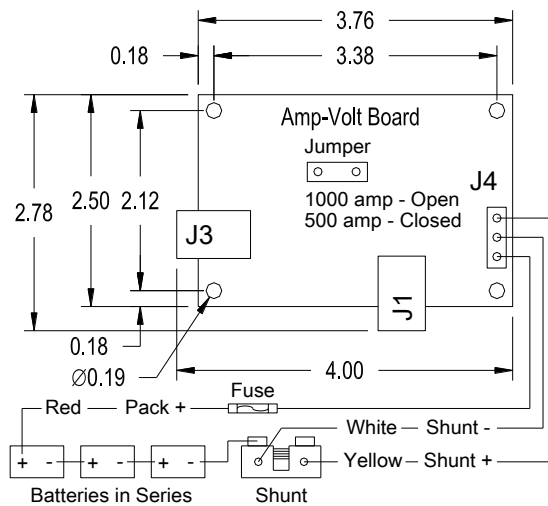 3.76
0.18
3.38
Amp-Volt Board
Jumper
1000 amp - Open
500 amp - Closed
J4
2.78
2.50
2.12
J3
J1
0.18
Ø0.19
4.00
Fuse
Red
Pack +
White
Shunt -
Yellow
Shunt +
+ - + - + -
Batteries in Series
Shunt